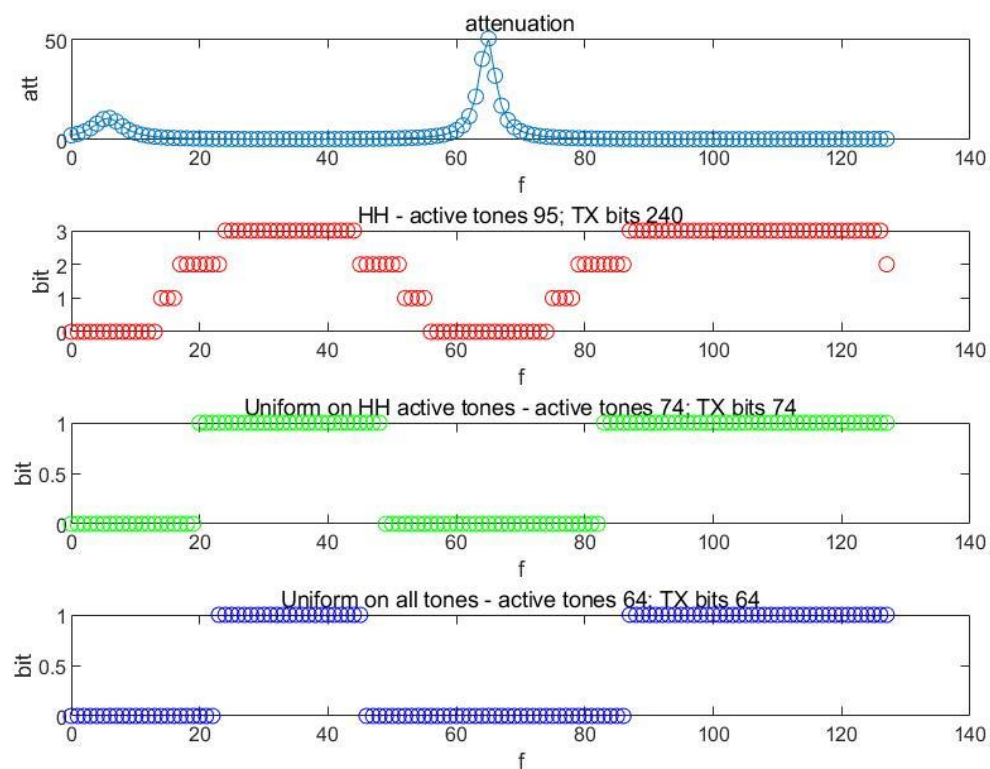 attenuation
50
att
0
0 20 40 60 80 100 120 140
f
HH - active tones 95; TX bits 240
3
2
bit
1
0
0 20 40 60 80 100 120 140
f
Uniform on HH active tones - active tones 74; TX bits 74
1
bit
0.5
0
0 20 40 60 80 100 120 140
f
Uniform on all tones - active tones 64; TX bits 64
1
bit
0.5
0
0 20 40 60 80 100 120 140
f